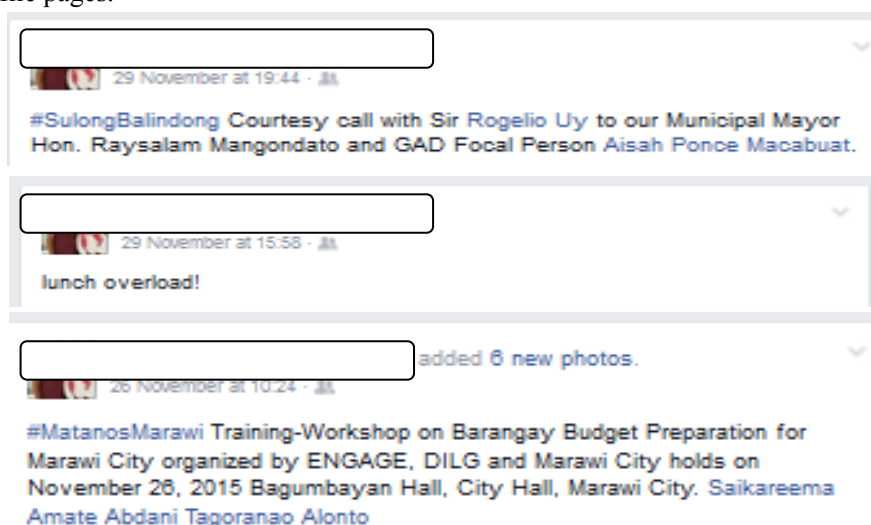 pages.
29 November at 19:44 ·
#SulongBalindong Courtesy call with Sir Rogelio Uy to our Municipal Mayor
Hon. Raysalam Mangondato and GAD Focal Person Aisah Ponce Macabuat.
29 November at 15:58 ·
lunch overload!
added 6 new photos.
26 November at 10:24 ·
#MatanosMarawi Training-Workshop on Barangay Budget Preparation for
Marawi City organized by ENGAGE, DILG and Marawi City holds on
November 26, 2015 Bagumbayan Hall, City Hall, Marawi City. Saikareema
Amate Abdani Tagoranao Alonto